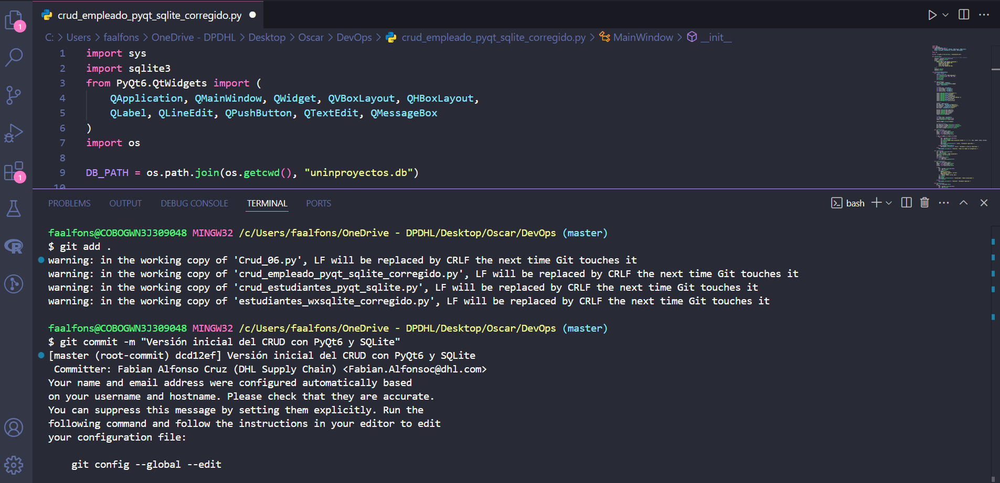 crud_empleado_pyqt_sqlite_corregido.py
C: > Users > faalfons > OneDrive - DPDHL > Desktop > Oscar > DevOps > crud_empleado_pyqt_sqlite_corregido.py > MainWindow > __init__
1 import sys
2 import sqlite3
3 from PyQt6.QtWidgets import (
4     QApplication, QMainWindow, QWidget, QVBoxLayout, QHBoxLayout,
5     QLabel, QLineEdit, QPushButton, QTextEdit, QMessageBox
6 )
7 import os
8
9 DB_PATH = os.path.join(os.getcwd(), "uninproyectos.db")
10
1
1
PROBLEMS OUTPUT DEBUG CONSOLE TERMINAL PORTS bash
faalfons@COBOGWN3J309048 MINGW32 /c/Users/faalfons/OneDrive - DPDHL/Desktop/Oscar/DevOps (master)
$ git add .
warning: in the working copy of 'Crud_06.py', LF will be replaced by CRLF the next time Git touches it
warning: in the working copy of 'crud_empleado_pyqt_sqlite_corregido.py', LF will be replaced by CRLF the next time Git touches it
warning: in the working copy of 'crud_estudiantes_pyqt_sqlite.py', LF will be replaced by CRLF the next time Git touches it
warning: in the working copy of 'estudiantes_wxsqlite_corregido.py', LF will be replaced by CRLF the next time Git touches it
faalfons@COBOGWN3J309048 MINGW32 /c/Users/faalfons/OneDrive - DPDHL/Desktop/Oscar/DevOps (master)
$ git commit -m "Versión inicial del CRUD con PyQt6 y SQLite"
[master (root-commit) dcd12ef] Versión inicial del CRUD con PyQt6 y SQLite
 Committer: Fabian Alfonso Cruz (DHL Supply Chain) <Fabian.Alfonsoc@dhl.com>
Your name and email address were configured automatically based
on your username and hostname. Please check that they are accurate.
You can suppress this message by setting them explicitly. Run the
following command and follow the instructions in your editor to edit
your configuration file:
    git config --global --edit